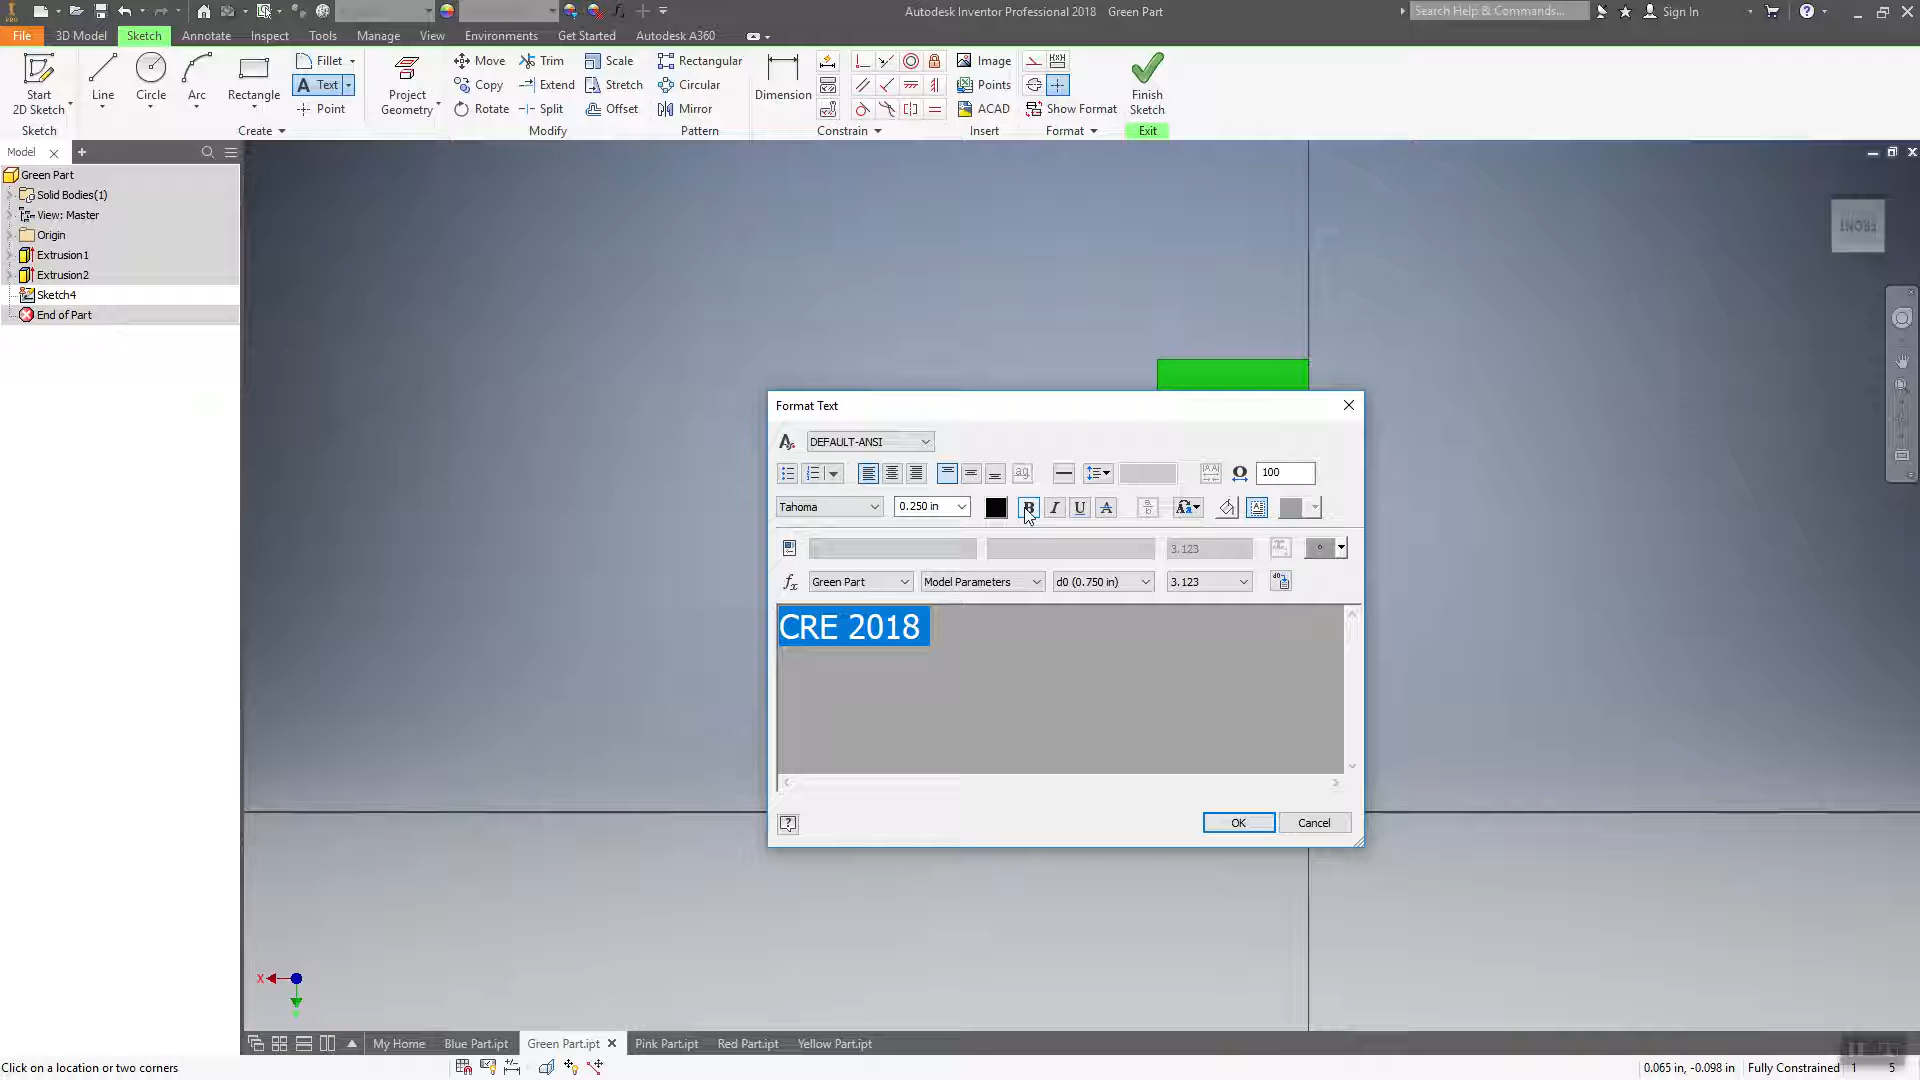 Autodesk Inventor Professional 2018 Green Part
Search Help & Commands...
Sign In
File 3D Model Sketch Annotate Inspect Tools Manage View Environments Get Started Autodesk A360
Start 2D Sketch
Line
Circle
Arc
Rectangle
Fillet
Text
Point
Project Geometry
Move
Copy
Rotate
Trim
Extend
Split
Scale
Stretch
Offset
Rectangular
Circular
Mirror
Dimension
Image
Points
ACAD
Show Format
Finish Sketch
Sketch Create Modify Pattern Constrain Insert Format Exit
Model
Green Part
Solid Bodies(1)
View: Master
Origin
Extrusion1
Extrusion2
Sketch4
End of Part
FRONT
Format Text
DEFAULT-ANSI
100
Tahoma 0.250 in B I U A
3.123
fx Green Part Model Parameters d0 (0.750 in) 3.123
CRE 2018
OK Cancel
X
My Home Blue Part.ipt Green Part.ipt Pink Part.ipt Red Part.ipt Yellow Part.ipt
Click on a location or two corners
0.065 in, -0.098 in Fully Constrained 1 5